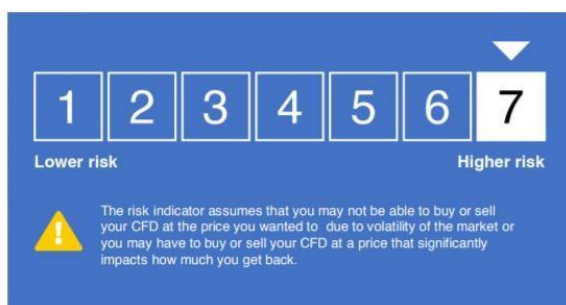 1 2 3 4 5 6 7
Lower risk Higher risk
The risk indicator assumes that you may not be able to buy or sell
your CFD at the price you wanted to due to volatility of the market or
you may have to buy or sell your CFD at a price that significantly
impacts how much you get back.